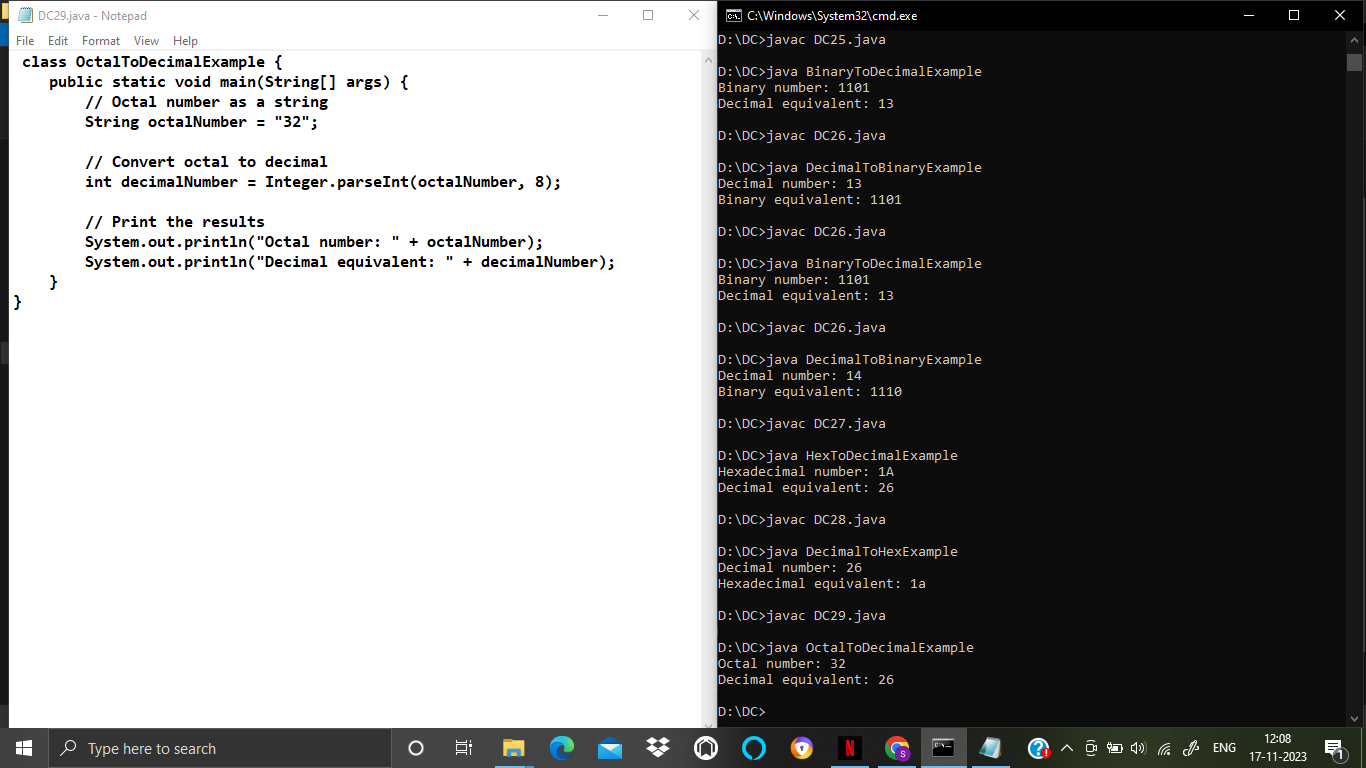 DC29.java - Notepad
File Edit Format View Help
class OctalToDecimalExample {
    public static void main(String[] args) {
        // Octal number as a string
        String octalNumber = "32";
        // Convert octal to decimal
        int decimalNumber = Integer.parseInt(octalNumber, 8);
        // Print the results
        System.out.println("Octal number: " + octalNumber);
        System.out.println("Decimal equivalent: " + decimalNumber);
    }
}
C:\Windows\System32\cmd.exe
D:\DC>javac DC25.java
D:\DC>java BinaryToDecimalExample
Binary number: 1101
Decimal equivalent: 13
D:\DC>javac DC26.java
D:\DC>java DecimalToBinaryExample
Decimal number: 13
Binary equivalent: 1101
D:\DC>javac DC26.java
D:\DC>java BinaryToDecimalExample
Binary number: 1101
Decimal equivalent: 13
D:\DC>javac DC26.java
D:\DC>java DecimalToBinaryExample
Decimal number: 14
Binary equivalent: 1110
D:\DC>javac DC27.java
D:\DC>java HexToDecimalExample
Hexadecimal number: 1A
Decimal equivalent: 26
D:\DC>javac DC28.java
D:\DC>java DecimalToHexExample
Decimal number: 26
Hexadecimal equivalent: 1a
D:\DC>javac DC29.java
D:\DC>java OctalToDecimalExample
Octal number: 32
Decimal equivalent: 26
D:\DC>
Type here to search
N
S
ENG
12:08
17-11-2023
1